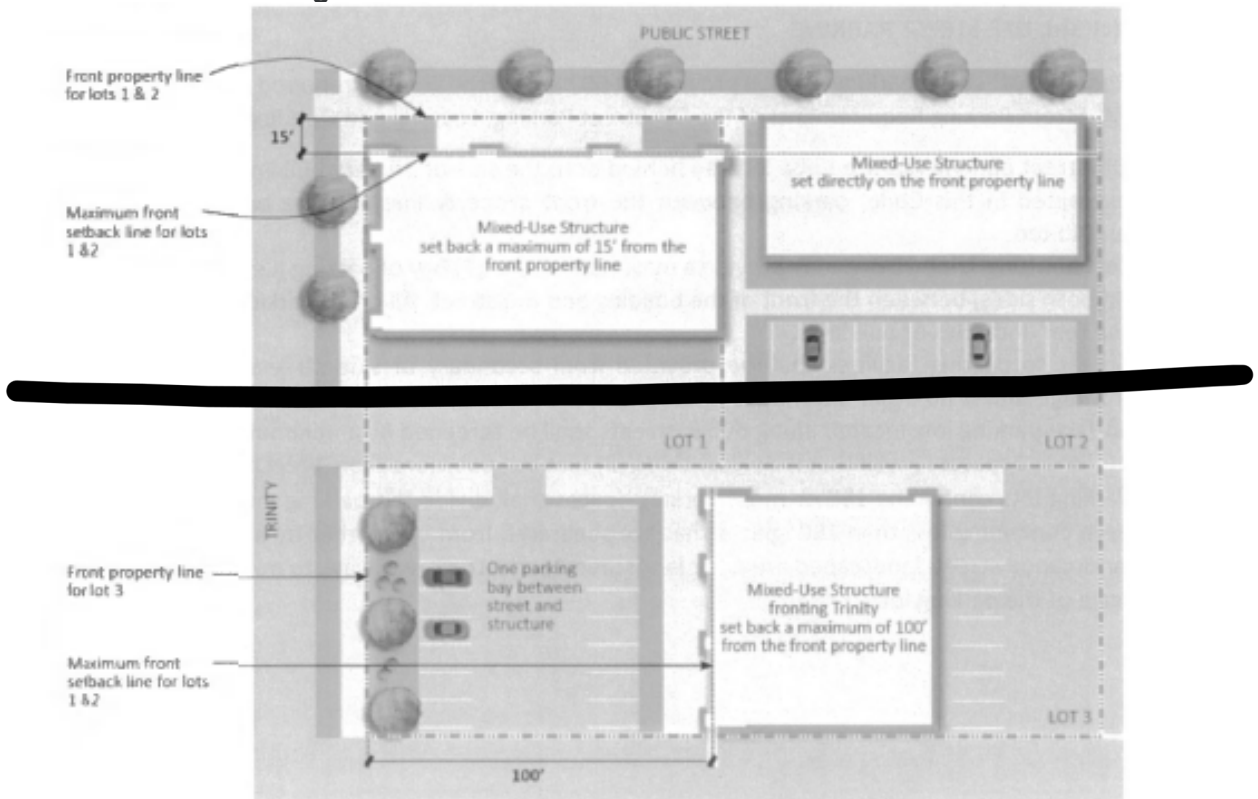 PUBLIC STREET
Front property line
for lots 1 & 2
15'
Mixed-Use Structure
set directly on the front property line
Maximum front
setback line for lots
1 &2
Mixed-Use Structure
set back a maximum of 15' from the
front property line
LOT 1
LOT 2
TRINITY
Front property line
for lot 3
One parking
bay between
street and
structure
Mixed-Use Structure
fronting Trinity
set back a maximum of 100'
from the front property line
Maximum front
setback line for lots
1 &2
LOT 3
100'